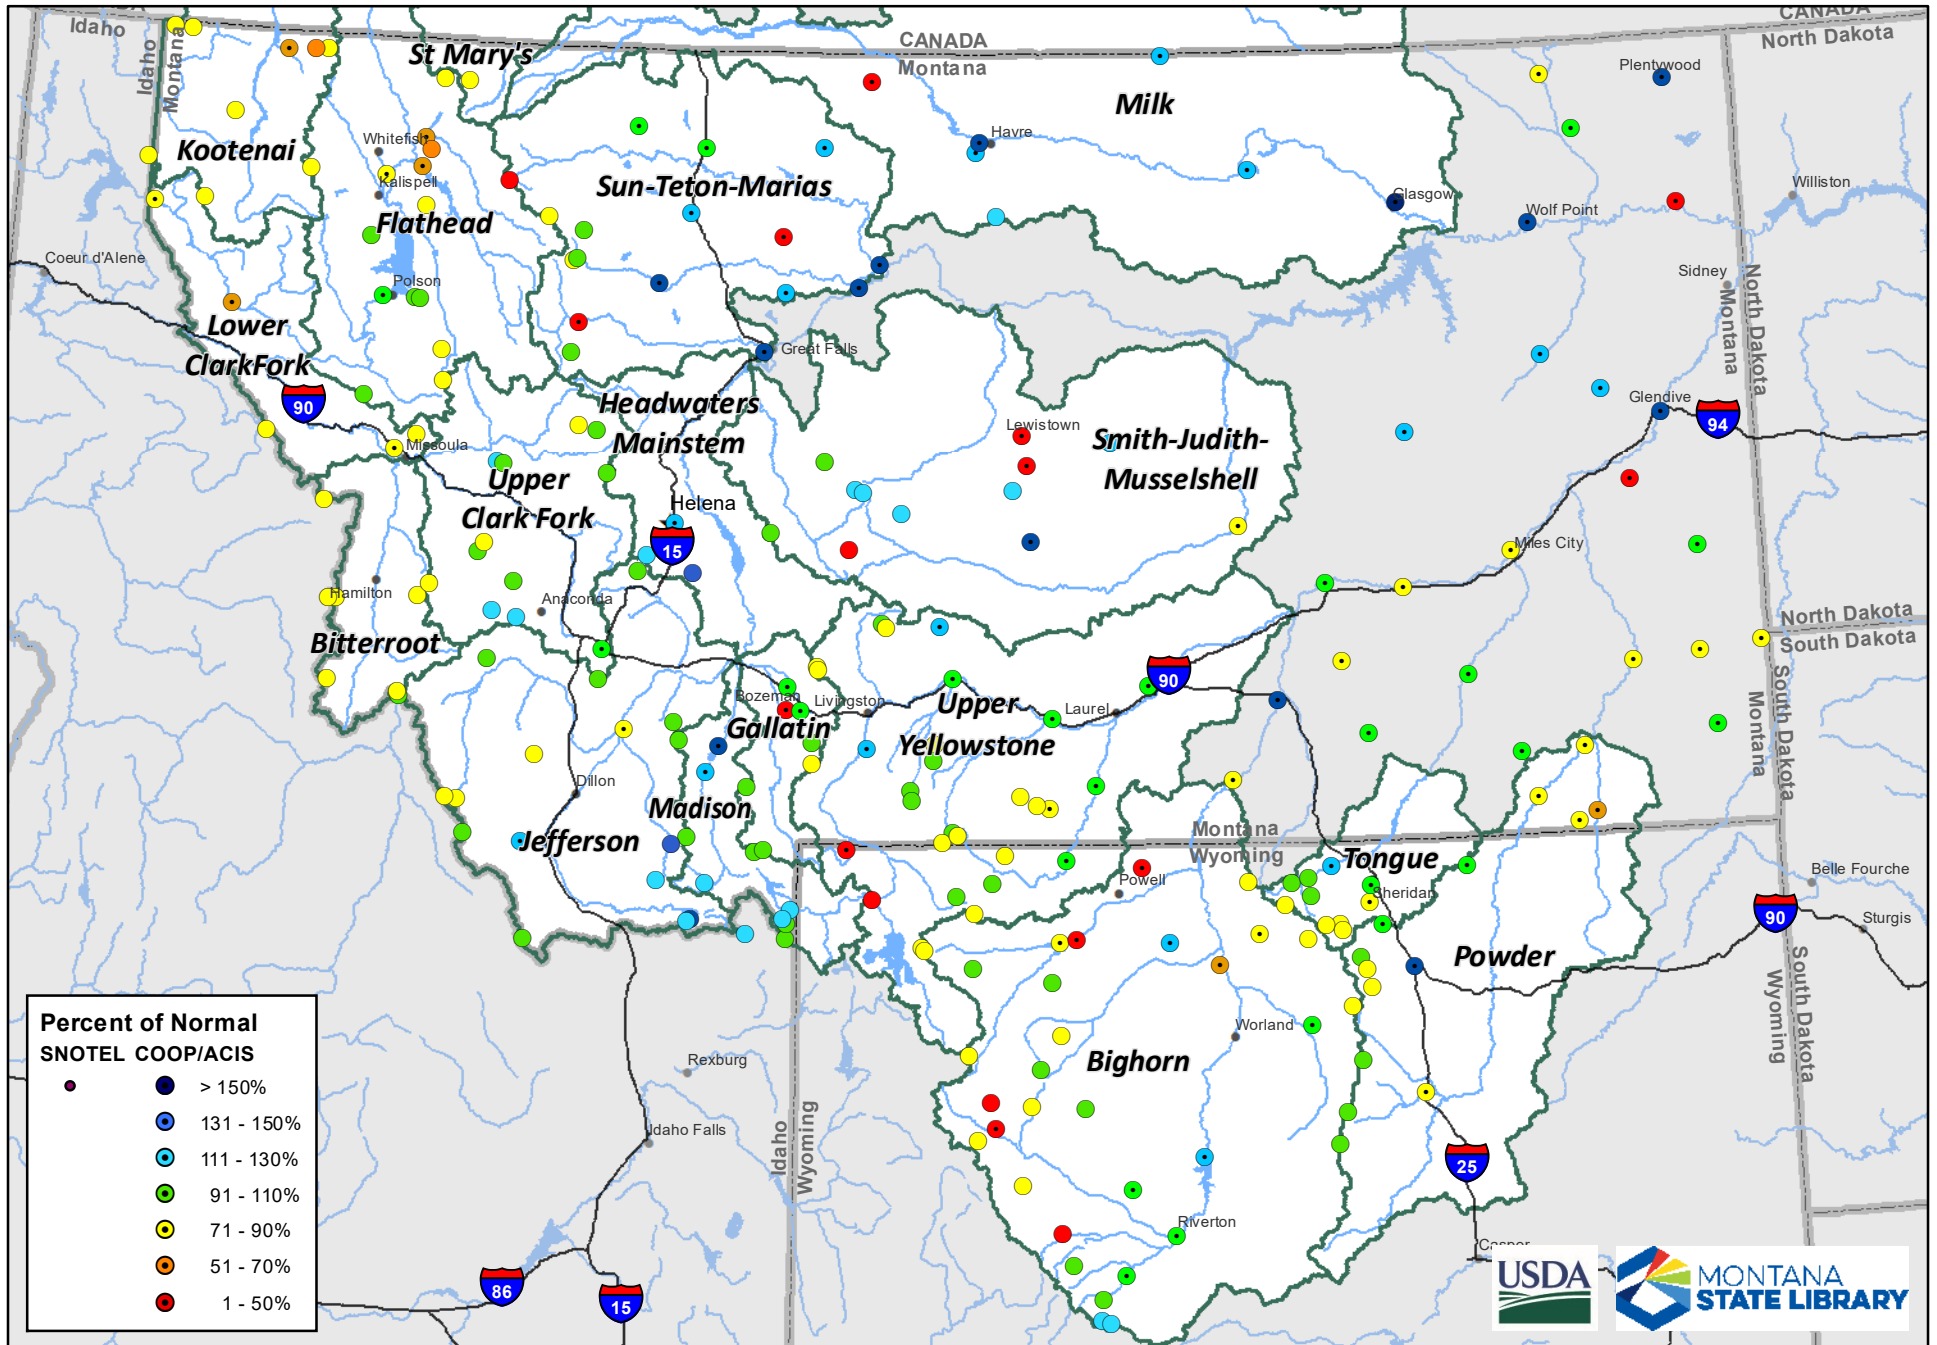 Idaho
CANADA
North Dakota
St Mary's
CANADA
Montana
Idaho
Montana
Plentywood
Milk
Havre
Whitefish
Kootenai
Kalispell
Sun-Teton-Marias
Glasgow
Williston
Wolf Point
Flathead
Coeur d'Alene
Polson
Sidney
Montana
North Dakota
Lower
ClarkFork
Great Falls
90
Headwaters
Mainstem
Glendive
94
Lewistown
Smith-Judith-
Musselshell
Missoula
Upper
Clark Fork
Helena
15
Miles City
Hamilton
Anaconda
North Dakota
South Dakota
Bitterroot
90
Bozeman
Livingston
Laurel
Gallatin
Upper
Yellowstone
South Dakota
Montana
Dillon
Madison
Jefferson
Montana
Wyoming
Tongue
Powell
Sheridan
Belle Fourche
90
Sturgis
Powder
South Dakota
Wyoming
Percent of Normal
SNOTEL COOP/ACIS
> 150%
131 - 150%
111 - 130%
91 - 110%
71 - 90%
51 - 70%
1 - 50%
Worland
Bighorn
Rexburg
Idaho Falls
Idaho
Wyoming
25
Riverton
Casper
86
15
USDA
MONTANA
STATE LIBRARY